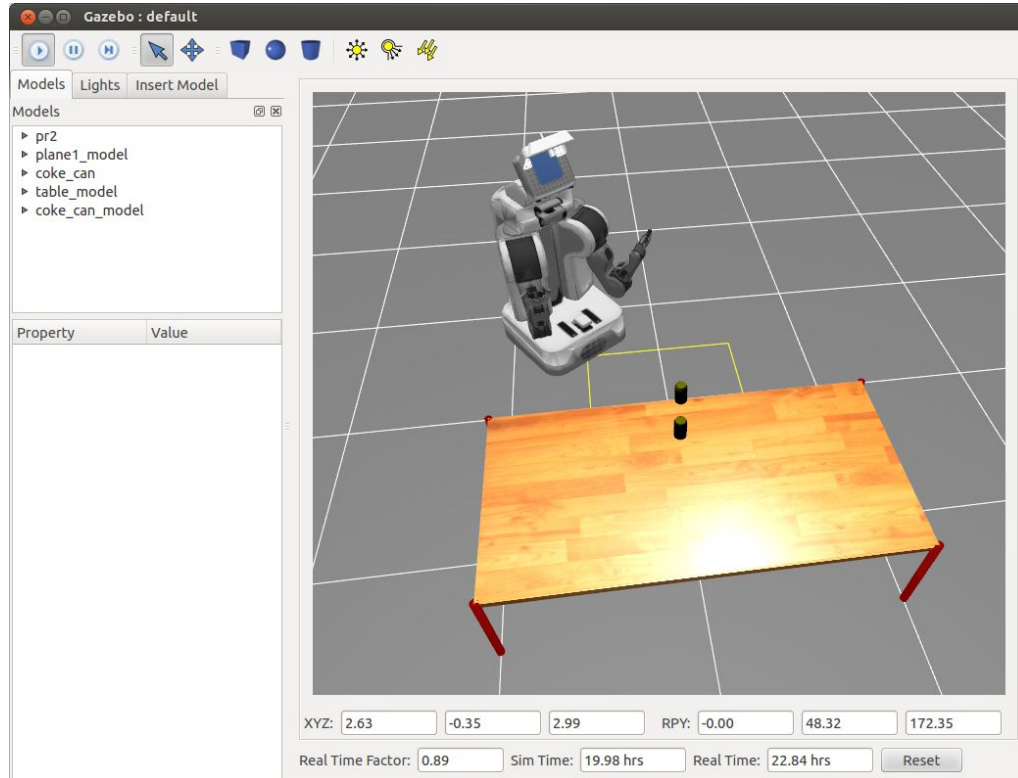 Gazebo : default
Models Lights Insert Model
Models
pr2
plane1_model
coke_can
table_model
coke_can_model
Property Value
XYZ: 2.63 -0.35 2.99 RPY: -0.00 48.32 172.35
Real Time Factor: 0.89 Sim Time: 19.98 hrs Real Time: 22.84 hrs Reset